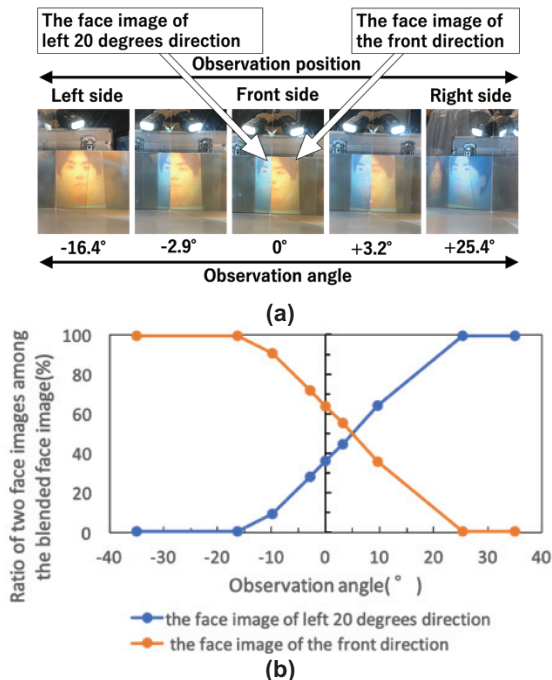 The face image of
left 20 degrees direction
The face image of
the front direction
Observation position
Left side Front side Right side
-16.4° -2.9° 0° +3.2° +25.4°
Observation angle
(a)
Ratio of two face images among
the blended face image(%)
100
80
60
40
20
0
-40 -30 -20 -10 0 10 20 30 40
Observation angle(°)
the face image of left 20 degrees direction
the face image of the front direction
(b)